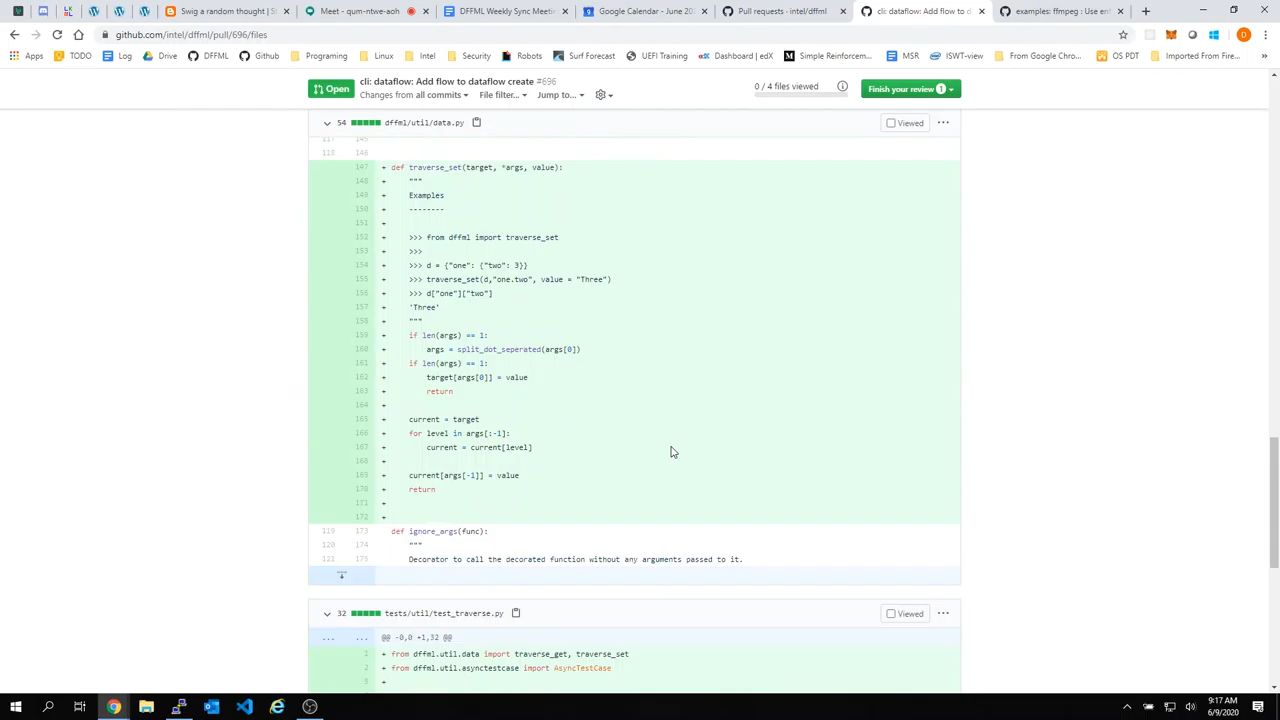 Swig a random thought | S
Meet - qum-ntwe-aoh
DFFML Weekly Sync Meetin
Google Calendar - June 202
Pull requests · intel/dffml
cli: dataflow: Add flow to d
examples: ffmpeg : Use ent
github.com/intel/dffml/pull/696/files
Apps
TODO
Log
Drive
DFFML
Github
Programing
Linux
Intel
Security
Robots
Surf Forecast
UEFI Training
Dashboard | edX
Simple Reinforcem...
MSR
ISWT-view
From Google Chro...
OS PDT
Imported From Fire...
Open
cli: dataflow: Add flow to dataflow create #696
Changes from all commits
File filter...
Jump to...
0 / 4 files viewed
Finish your review 1
54 dffml/util/data.py
Viewed
118 146
147 + def traverse_set(target, *args, value):
148 + """
149 + Examples
150 + --------
151 +
152 + >>> from dffml import traverse_set
153 + >>>
154 + >>> d = {"one": {"two": 3}}
155 + >>> traverse_set(d,"one.two", value = "Three")
156 + >>> d["one"]["two"]
157 + 'Three'
158 + """
159 + if len(args) == 1:
160 + args = split_dot_seperated(args[0])
161 + if len(args) == 1:
162 + target[args[0]] = value
163 + return
164 +
165 + current = target
166 + for level in args[:-1]:
167 + current = current[level]
168 +
169 + current[args[-1]] = value
170 + return
171 +
172 +
119 173 def ignore_args(func):
120 174 """
121 175 Decorator to call the decorated function without any arguments passed to it.
32 tests/util/test_traverse.py
Viewed
... ... @@ -0,0 +1,32 @@
1 + from dffml.util.data import traverse_get, traverse_set
2 + from dffml.util.asynctestcase import AsyncTestCase
3 +
9:17 AM
6/9/2020